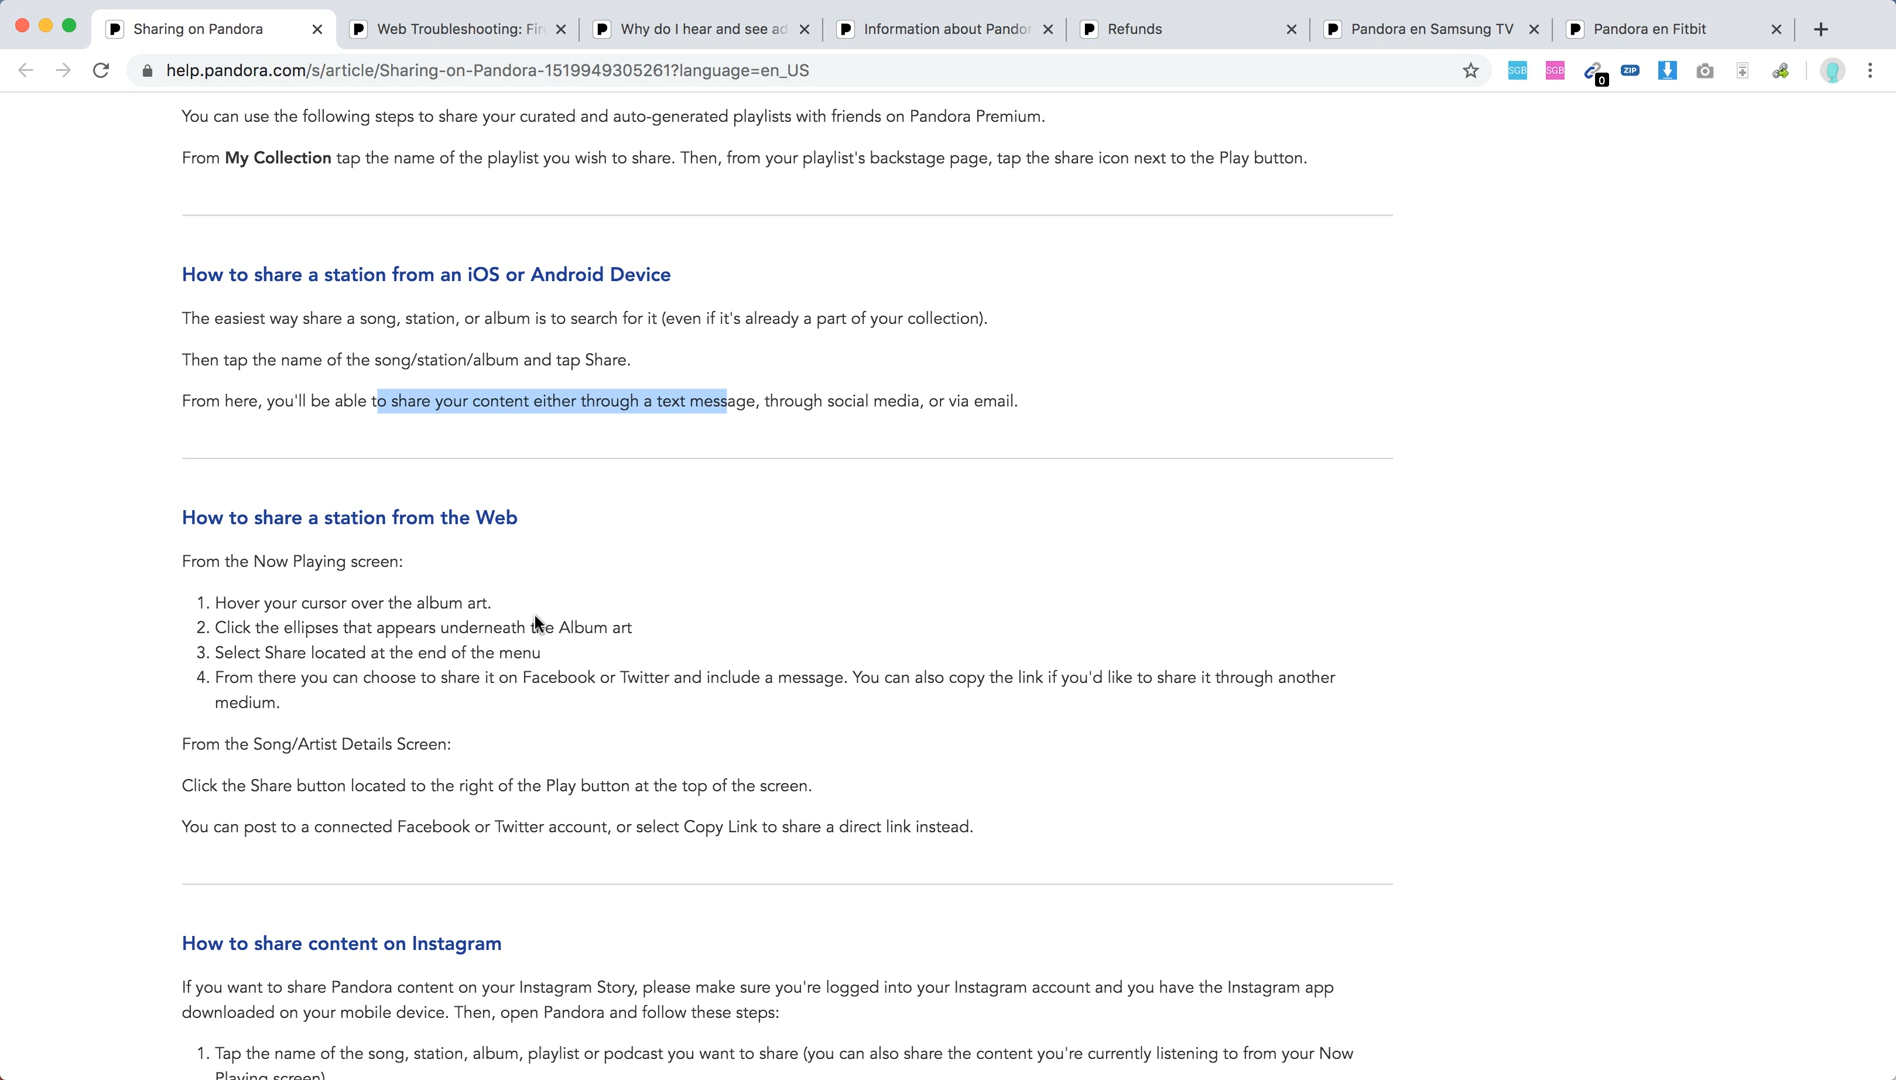 Sharing on Pandora
Web Troubleshooting: Fir
Why do I hear and see ad
Information about Pandor
Refunds
Pandora en Samsung TV
Pandora en Fitbit
help.pandora.com/s/article/Sharing-on-Pandora-1519949305261?language=en_US
SGB
SGB
0
ZIP
You can use the following steps to share your curated and auto-generated playlists with friends on Pandora Premium.
From My Collection tap the name of the playlist you wish to share. Then, from your playlist's backstage page, tap the share icon next to the Play button.
How to share a station from an iOS or Android Device
The easiest way share a song, station, or album is to search for it (even if it's already a part of your collection).
Then tap the name of the song/station/album and tap Share.
From here, you'll be able to share your content either through a text message, through social media, or via email.
How to share a station from the Web
From the Now Playing screen:
1. Hover your cursor over the album art.
2. Click the ellipses that appears underneath the Album art
3. Select Share located at the end of the menu
4. From there you can choose to share it on Facebook or Twitter and include a message. You can also copy the link if you'd like to share it through another
medium.
From the Song/Artist Details Screen:
Click the Share button located to the right of the Play button at the top of the screen.
You can post to a connected Facebook or Twitter account, or select Copy Link to share a direct link instead.
How to share content on Instagram
If you want to share Pandora content on your Instagram Story, please make sure you're logged into your Instagram account and you have the Instagram app
downloaded on your mobile device. Then, open Pandora and follow these steps:
1. Tap the name of the song, station, album, playlist or podcast you want to share (you can also share the content you're currently listening to from your Now
Playing screen)